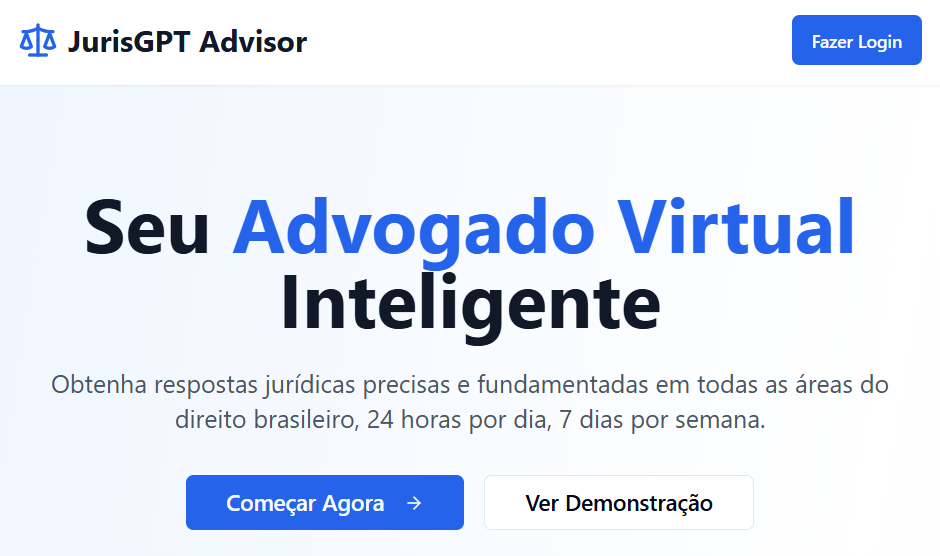 JurisGPT Advisor
Fazer Login
Seu Advogado Virtual
Inteligente
Obtenha respostas jurídicas precisas e fundamentadas em todas as áreas do
direito brasileiro, 24 horas por dia, 7 dias por semana.
Começar Agora →
Ver Demonstração